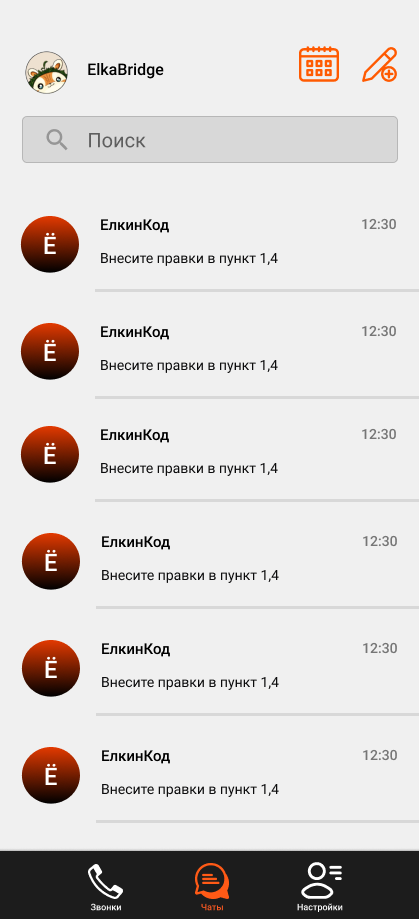 ElkaBridge
Поиск
ЕлкинКод 12:30
Внесите правки в пункт 1,4
ЕлкинКод 12:30
Внесите правки в пункт 1,4
ЕлкинКод 12:30
Внесите правки в пункт 1,4
ЕлкинКод 12:30
Внесите правки в пункт 1,4
ЕлкинКод 12:30
Внесите правки в пункт 1,4
ЕлкинКод 12:30
Внесите правки в пункт 1,4
Ё
Ё
Ё
Ё
Ё
Ё
Звонки Чаты Настройки